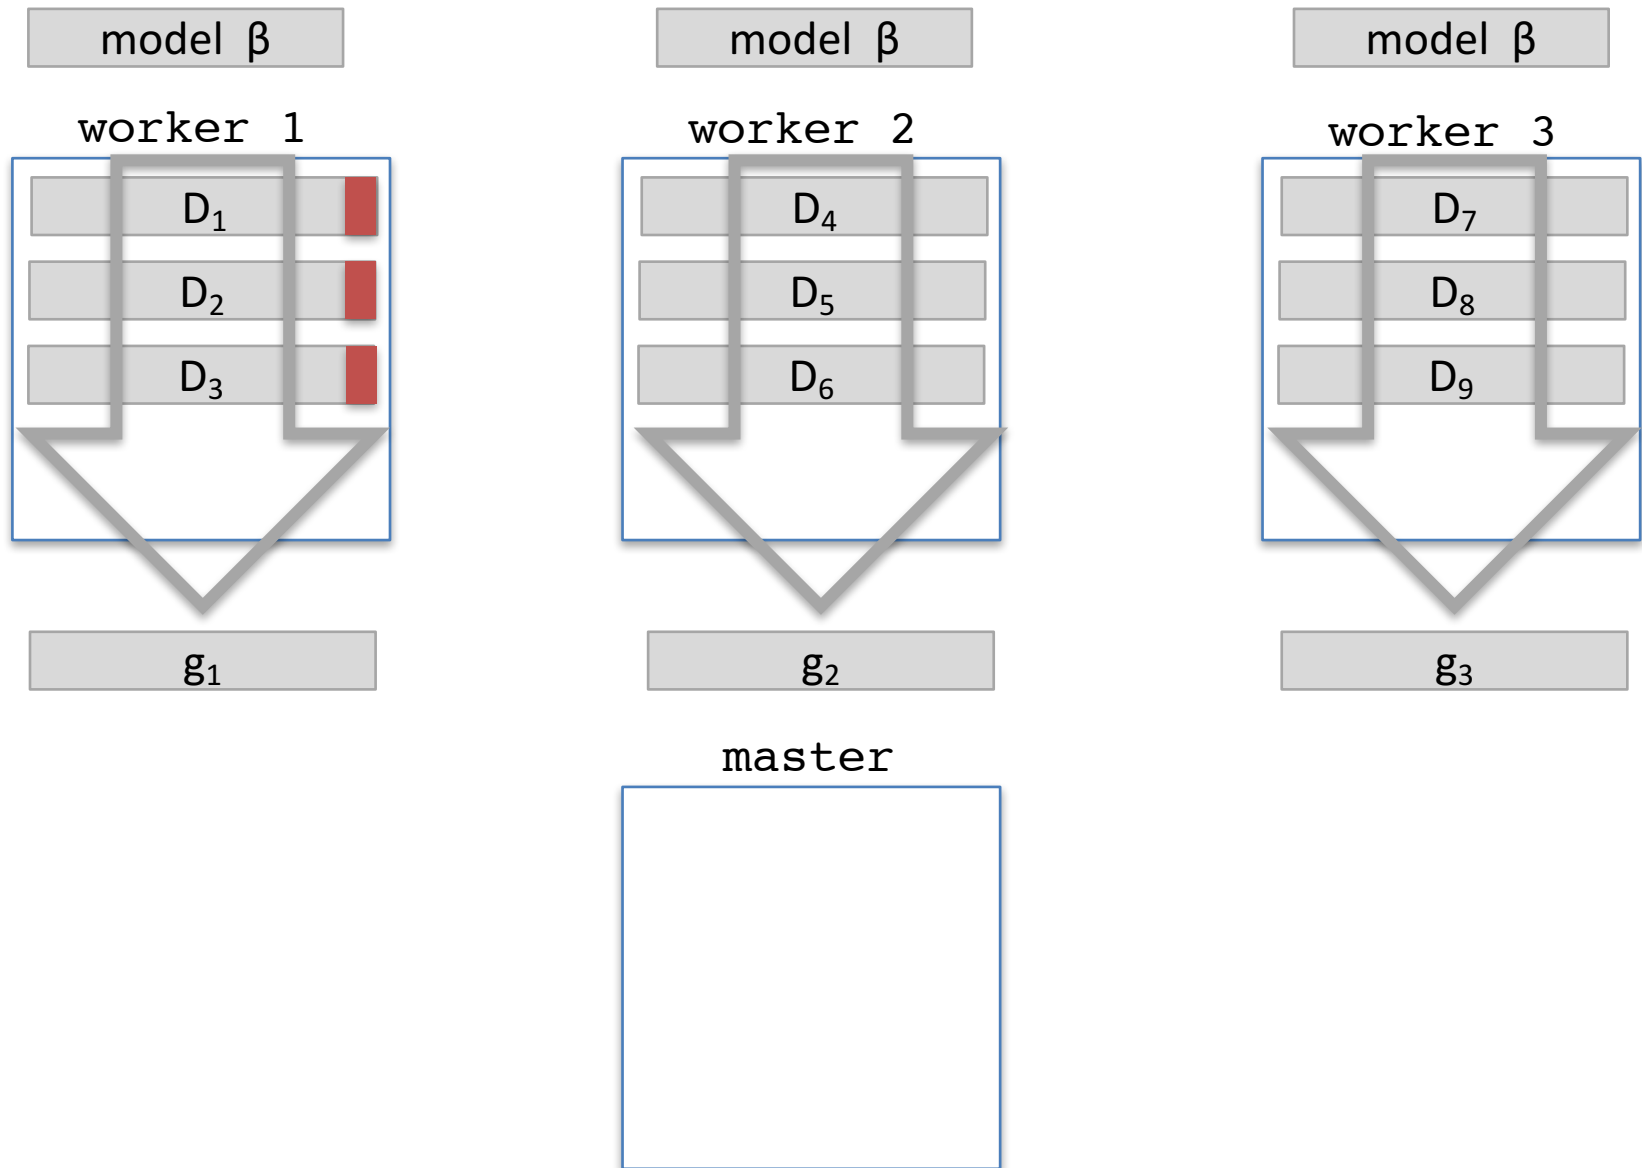 model β model β model β
worker 1 worker 2 worker 3
D₁ D₄ D₇
D₂ D₅ D₈
D₃ D₆ D₉
g₁ g₂ g₃
master